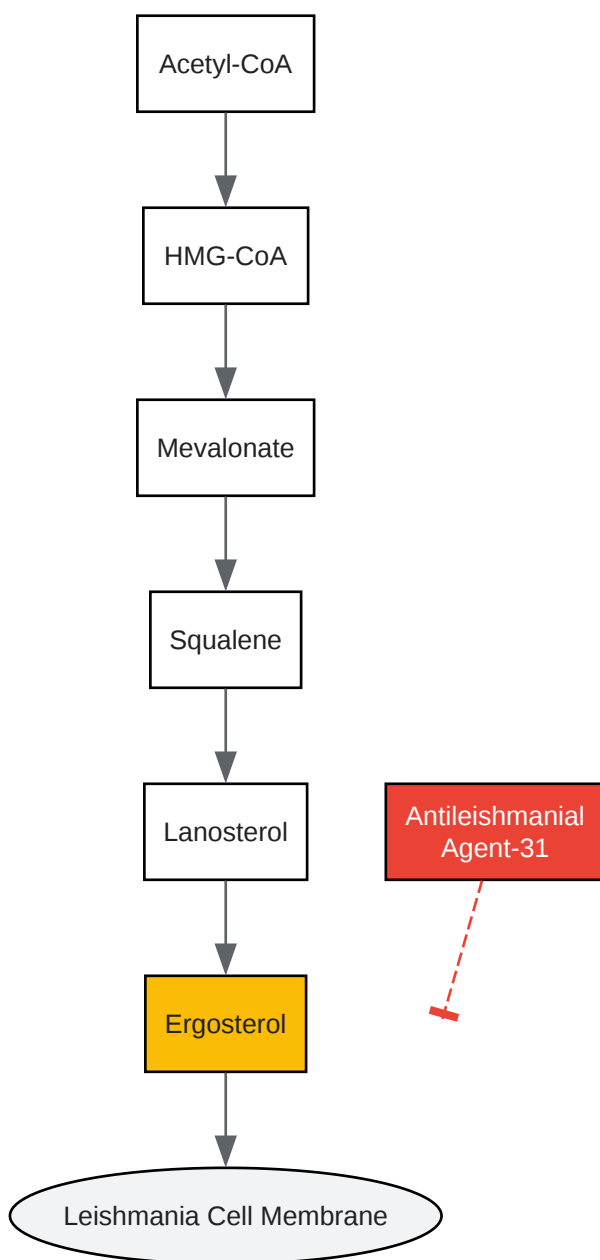 Acetyl-CoA
HMG-CoA
Mevalonate
Squalene
Lanosterol
Antileishmanial
Agent-31
Ergosterol
Leishmania Cell Membrane